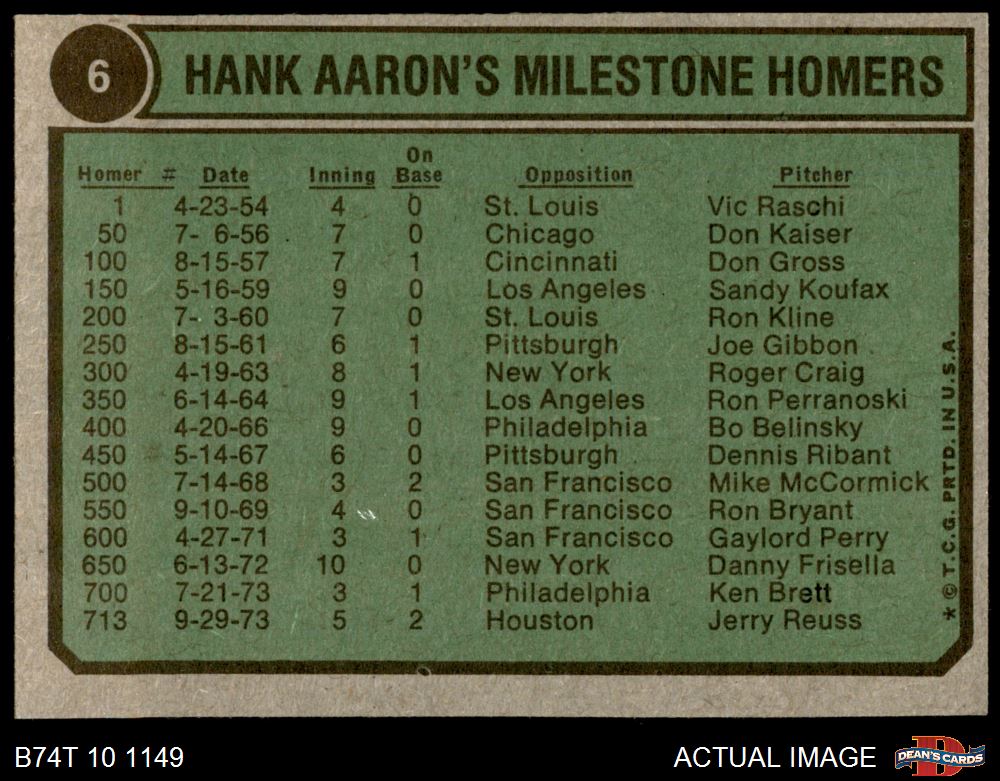 6 HANK AARON'S MILESTONE HOMERS
On
Homer # Date Inning Base Opposition Pitcher
1 4-23-54 4 0 St. Louis Vic Raschi
50 7- 6-56 7 0 Chicago Don Kaiser
100 8-15-57 7 1 Cincinnati Don Gross
150 5-16-59 9 0 Los Angeles Sandy Koufax
200 7- 3-60 7 0 St. Louis Ron Kline
250 8-15-61 6 1 Pittsburgh Joe Gibbon
300 4-19-63 8 1 New York Roger Craig
350 6-14-64 9 1 Los Angeles Ron Perranoski
400 4-20-66 9 0 Philadelphia Bo Belinsky
450 5-14-67 6 0 Pittsburgh Dennis Ribant
500 7-14-68 3 2 San Francisco Mike McCormick
550 9-10-69 4 0 San Francisco Ron Bryant
600 4-27-71 3 1 San Francisco Gaylord Perry
650 6-13-72 10 0 New York Danny Frisella
700 7-21-73 3 1 Philadelphia Ken Brett
713 9-29-73 5 2 Houston Jerry Reuss
* © T.C.G. PRTD. IN U.S.A.
B74T 10 1149 ACTUAL IMAGE
D
DEAN'S CARDS